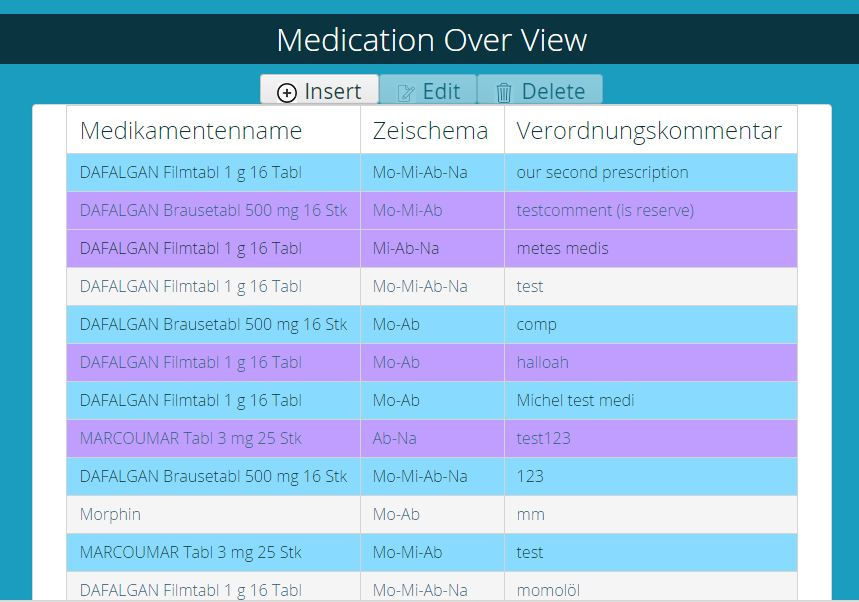 Medication Over View
Insert Edit Delete
Medikamentenname Zeischema Verordnungskommentar
DAFALGAN Filmtabl 1 g 16 Tabl Mo-Mi-Ab-Na our second prescription
DAFALGAN Brausetabl 500 mg 16 Stk Mo-Mi-Ab testcomment (is reserve)
DAFALGAN Filmtabl 1 g 16 Tabl Mi-Ab-Na metes medis
DAFALGAN Filmtabl 1 g 16 Tabl Mo-Mi-Ab-Na test
DAFALGAN Brausetabl 500 mg 16 Stk Mo-Ab comp
DAFALGAN Filmtabl 1 g 16 Tabl Mo-Ab halloah
DAFALGAN Filmtabl 1 g 16 Tabl Mo-Ab Michel test medi
MARCOUMAR Tabl 3 mg 25 Stk Ab-Na test123
DAFALGAN Brausetabl 500 mg 16 Stk Mo-Mi-Ab-Na 123
Morphin Mo-Ab mm
MARCOUMAR Tabl 3 mg 25 Stk Mo-Mi-Ab test
DAFALGAN Filmtabl 1 g 16 Tabl Mo-Mi-Ab-Na momolöl